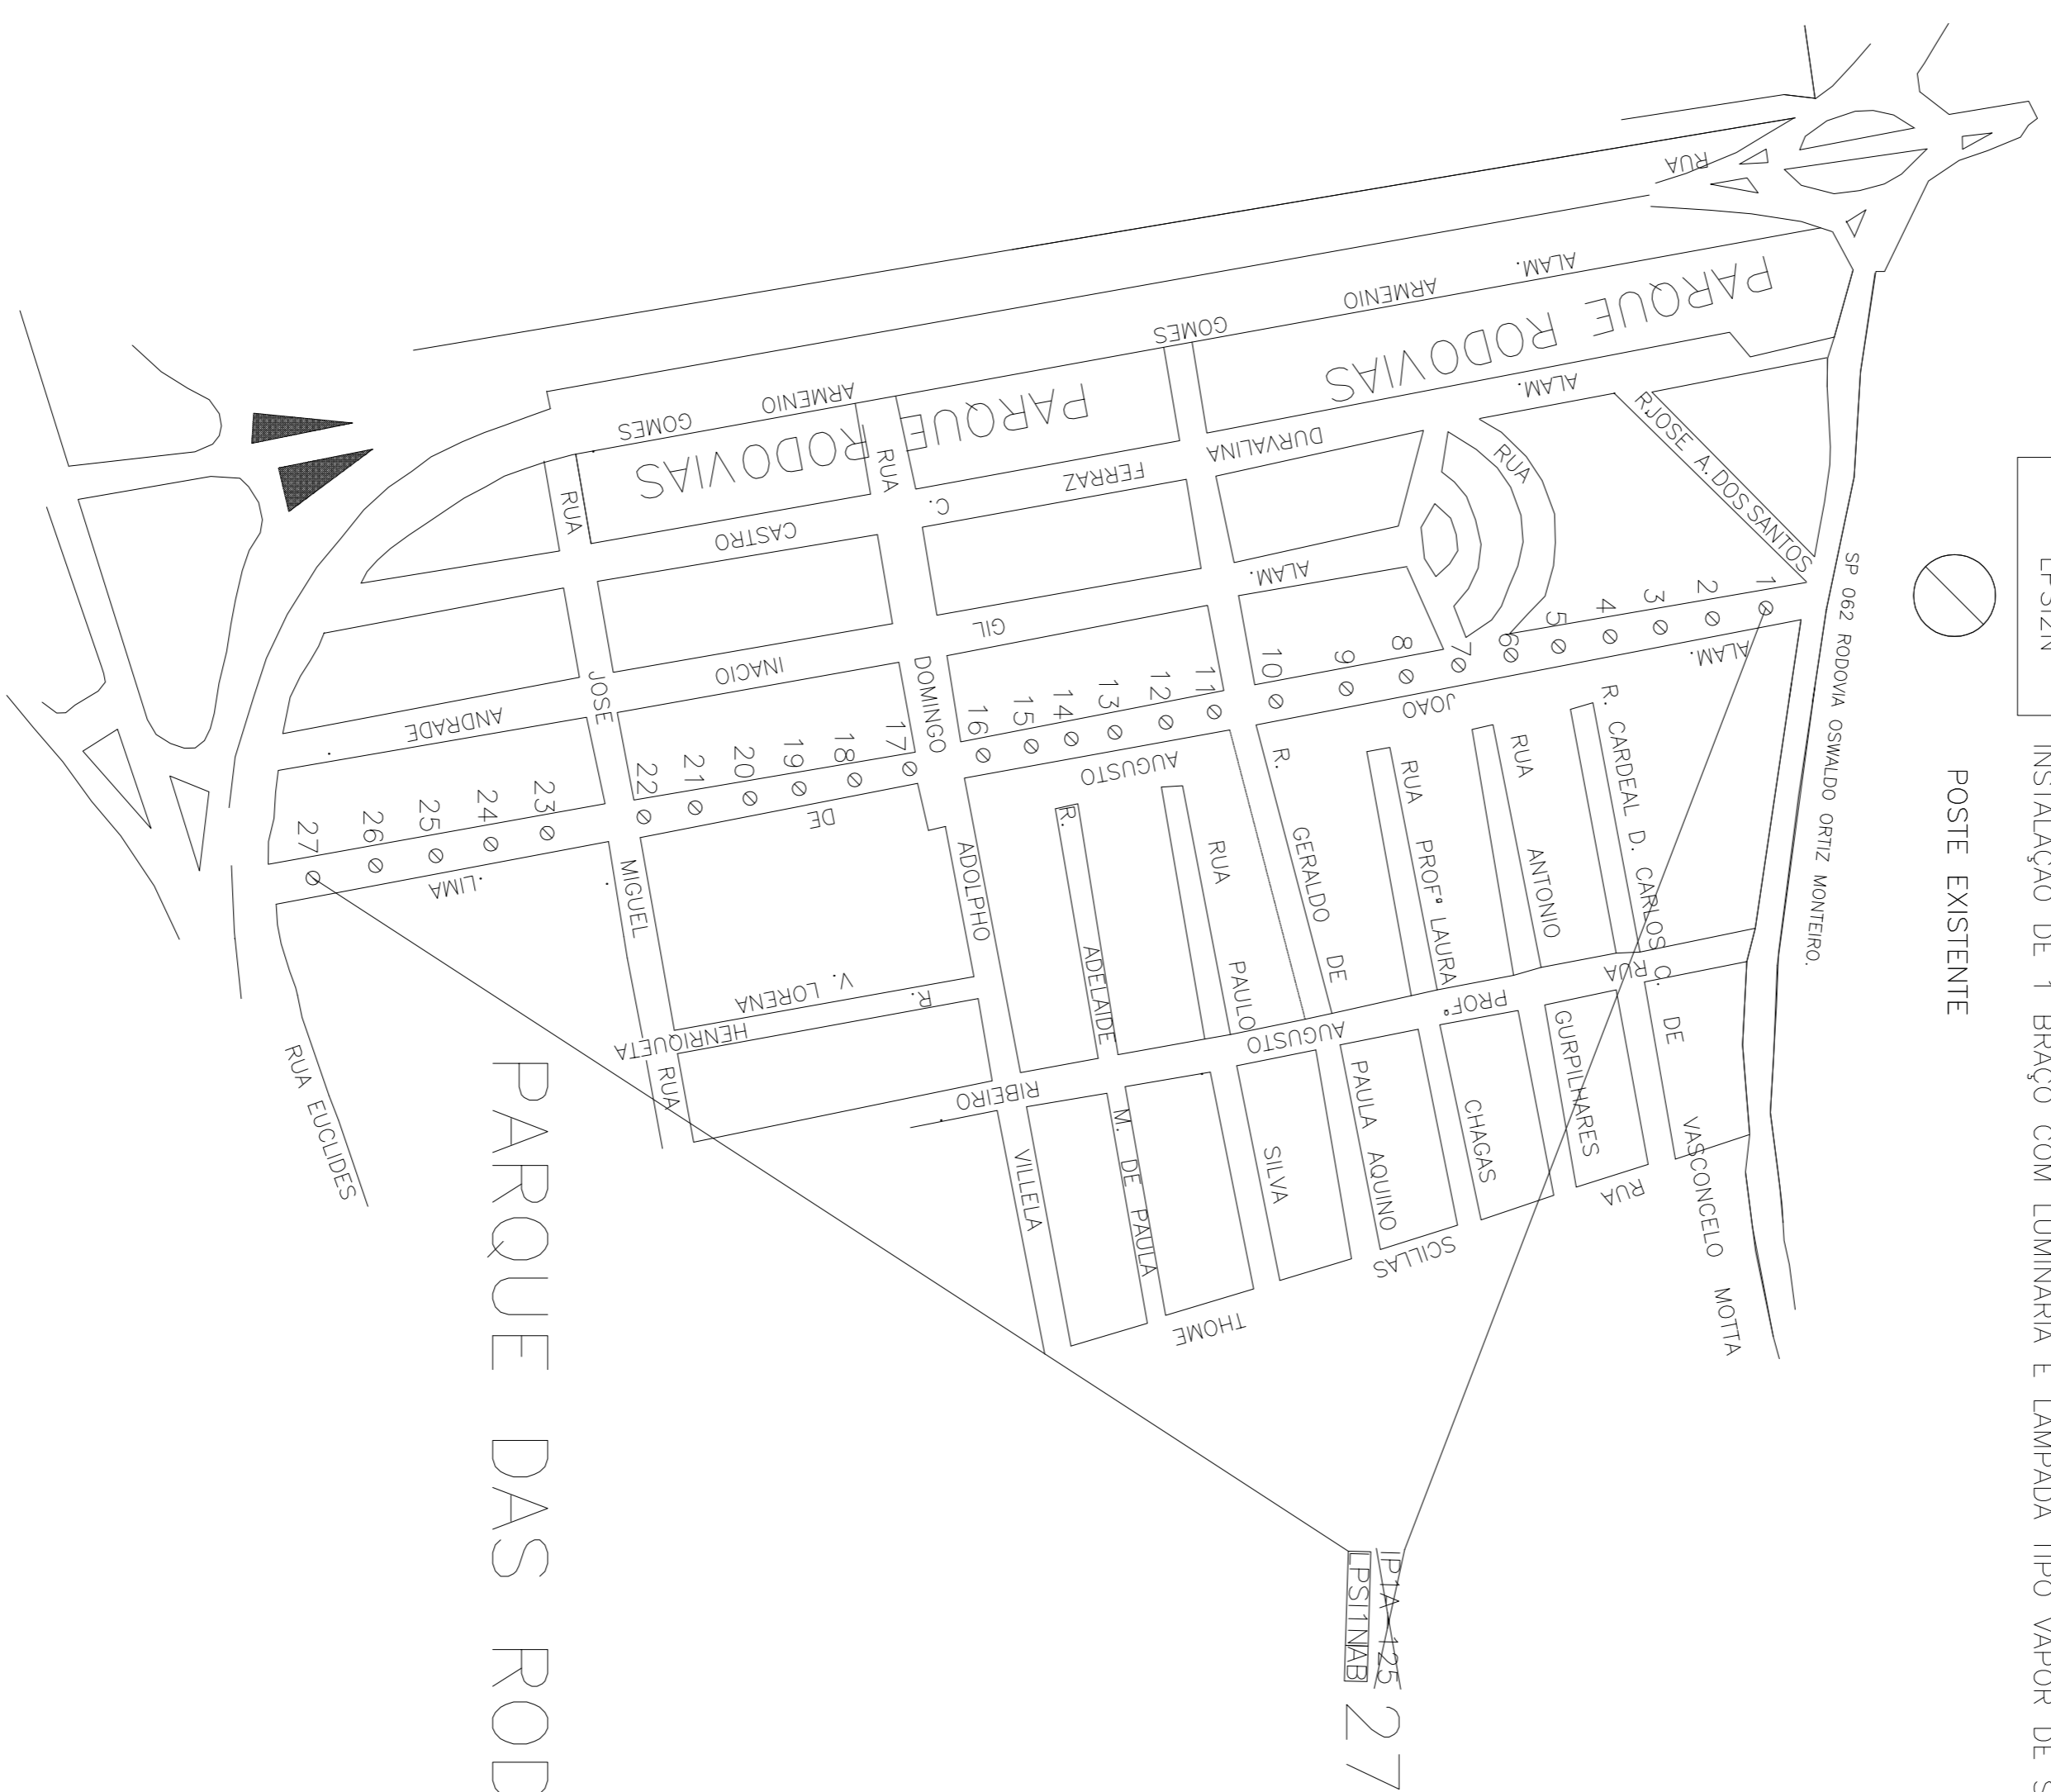 INSTALAÇÃO DE 1 BRAÇO COM LUMINARIA E LAMPADA TIPO VAPOR DE
POSTE EXISTENTE
SP 062 RODOVIA OSWALDO ORTIZ MONTEIRO.
RUA
ALAM. ARMENIO GOMES
ARMENIO GOMES
PARQUE RODOVIAS
PARQUE RODOVIAS
ALAM. DURVALINA
C. FERRAZ
CASTRO
R.JOSE A.DOS SANTOS
RUA
RUA
RUA
ALAM. GIL
INACIO
ANDRADE
1
2
3
4
5
6
7
8
9
10
11
12
13
14
15
16
17
18
19
20
21
22
23
24
25
26
27
ALAM. JOAO
AUGUSTO
DE
LIMA
DOMINGO
JOSE
MIGUEL
RUA
ADOLPHO
VILLELA
R. CARDEAL D. CARLOS C. DE VASCONCELO MOTTA
RUA ANTONIO
GURPILHARES
RUA PROFª LAURA
CHAGAS
R. GERALDO DE
PAULA AQUINO
RUA PAULO
SILVA
R. ADELAIDE
M. DE PAULA
RUA PROFº
AUGUSTO
RIBEIRO
RUA
SCILLAS
THOME
R. HENRIQUETA
V. LORENA
RUA EUCLIDES
IP1A 125
LPS11NAB
27
PARQUE DAS